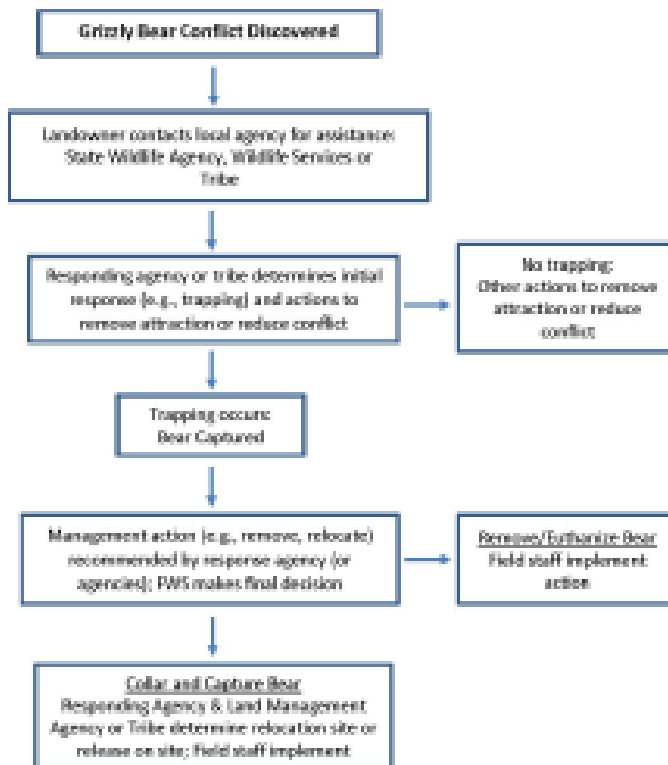 Grizzly Bear Conflict Discovered
Landowner contacts local agency for assistance:
State Wildlife Agency, Wildlife Services or
Tribe
Responding agency or tribe determines initial
response (e.g., trapping) and actions to
remove attraction or reduce conflict
No trapping:
Other actions to remove
attraction or reduce
conflict
Trapping occurs:
Bear Captured
Management action (e.g., remove, relocate)
recommended by response agency (or
agencies); FWS makes final decision
Remove/Euthanize Bear
Field staff implement
action
Collar and Capture Bear
Responding Agency & Land Management
Agency or Tribe determine relocation site or
release on site; Field staff implement